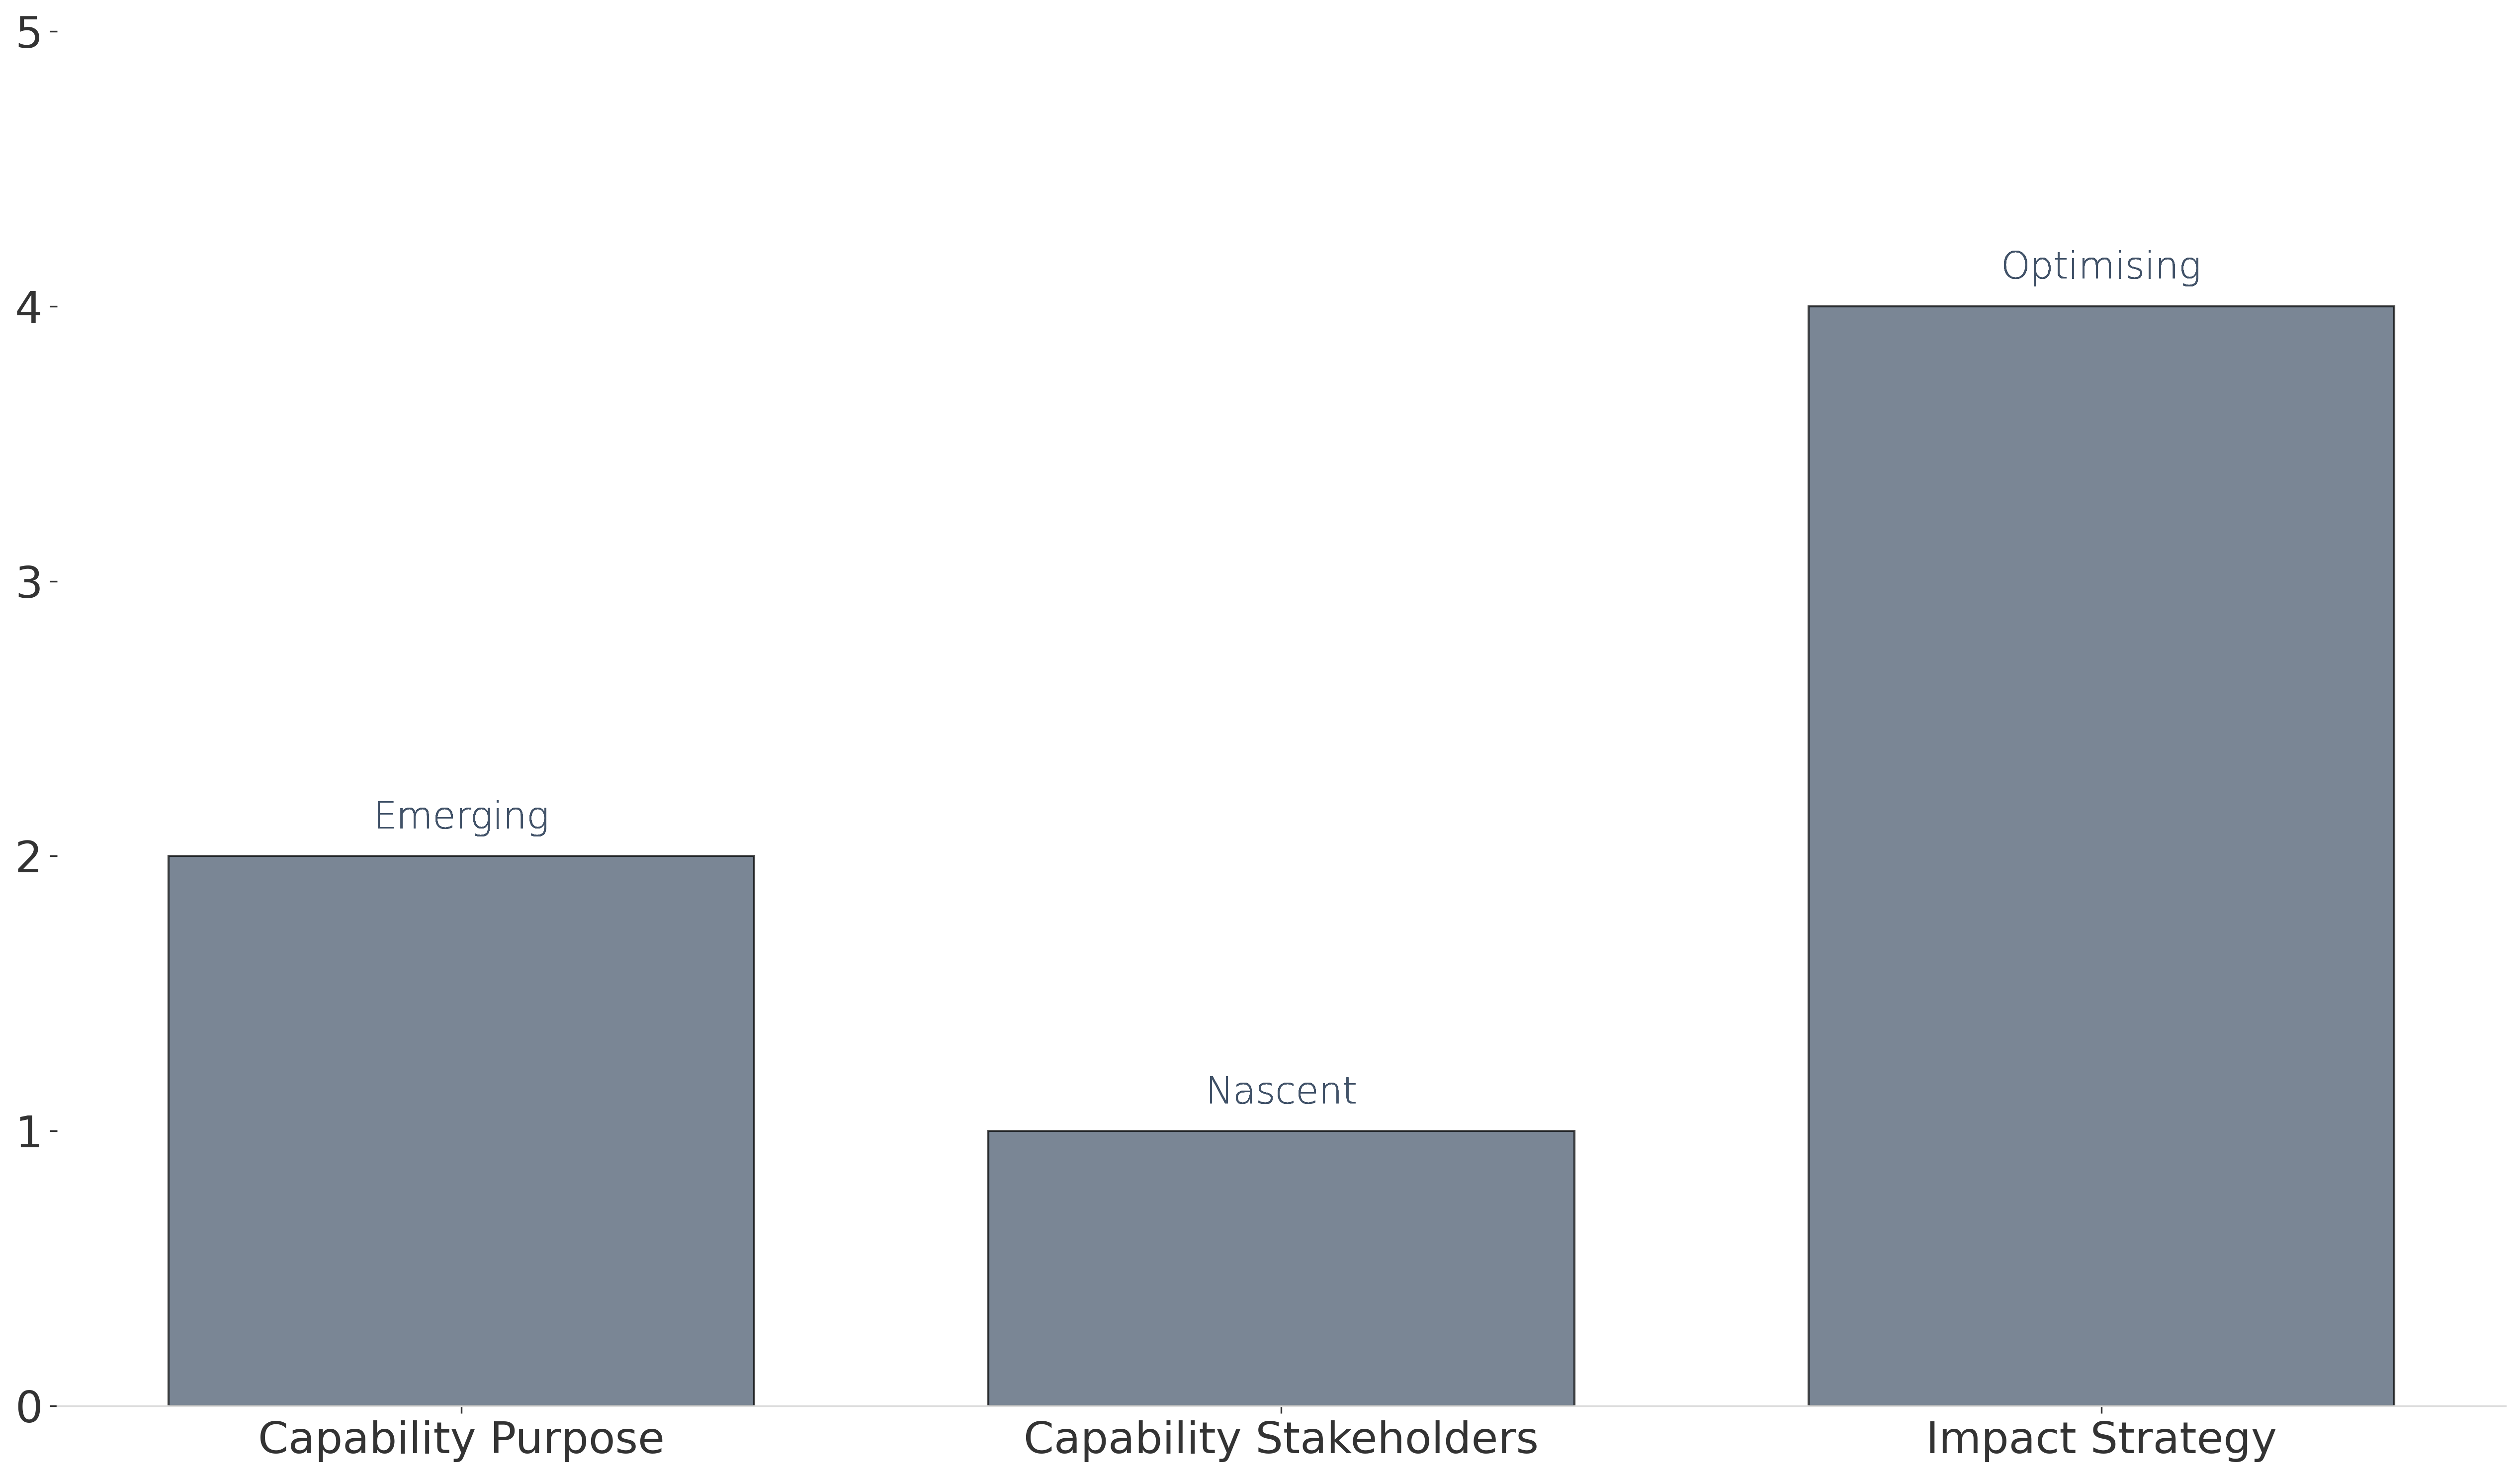 5
4
3
2
1
0
Optimising
Emerging
Nascent
Capability Purpose
Capability Stakeholders
Impact Strategy